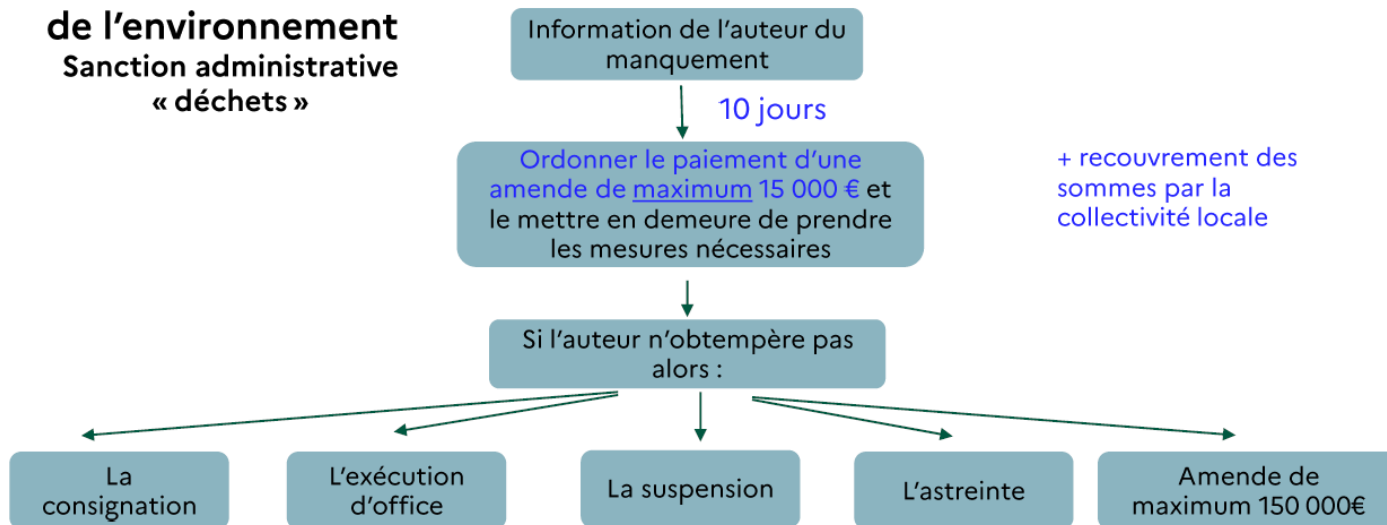 de l’environnement
Sanction administrative
« déchets »
Information de l’auteur du
manquement
10 jours
Ordonner le paiement d’une
amende de maximum 15 000 € et
le mettre en demeure de prendre
les mesures nécessaires
+ recouvrement des
sommes par la
collectivité locale
Si l’auteur n’obtempère pas
alors :
La
consignation
L’exécution
d’office
La suspension
L’astreinte
Amende de
maximum 150 000€